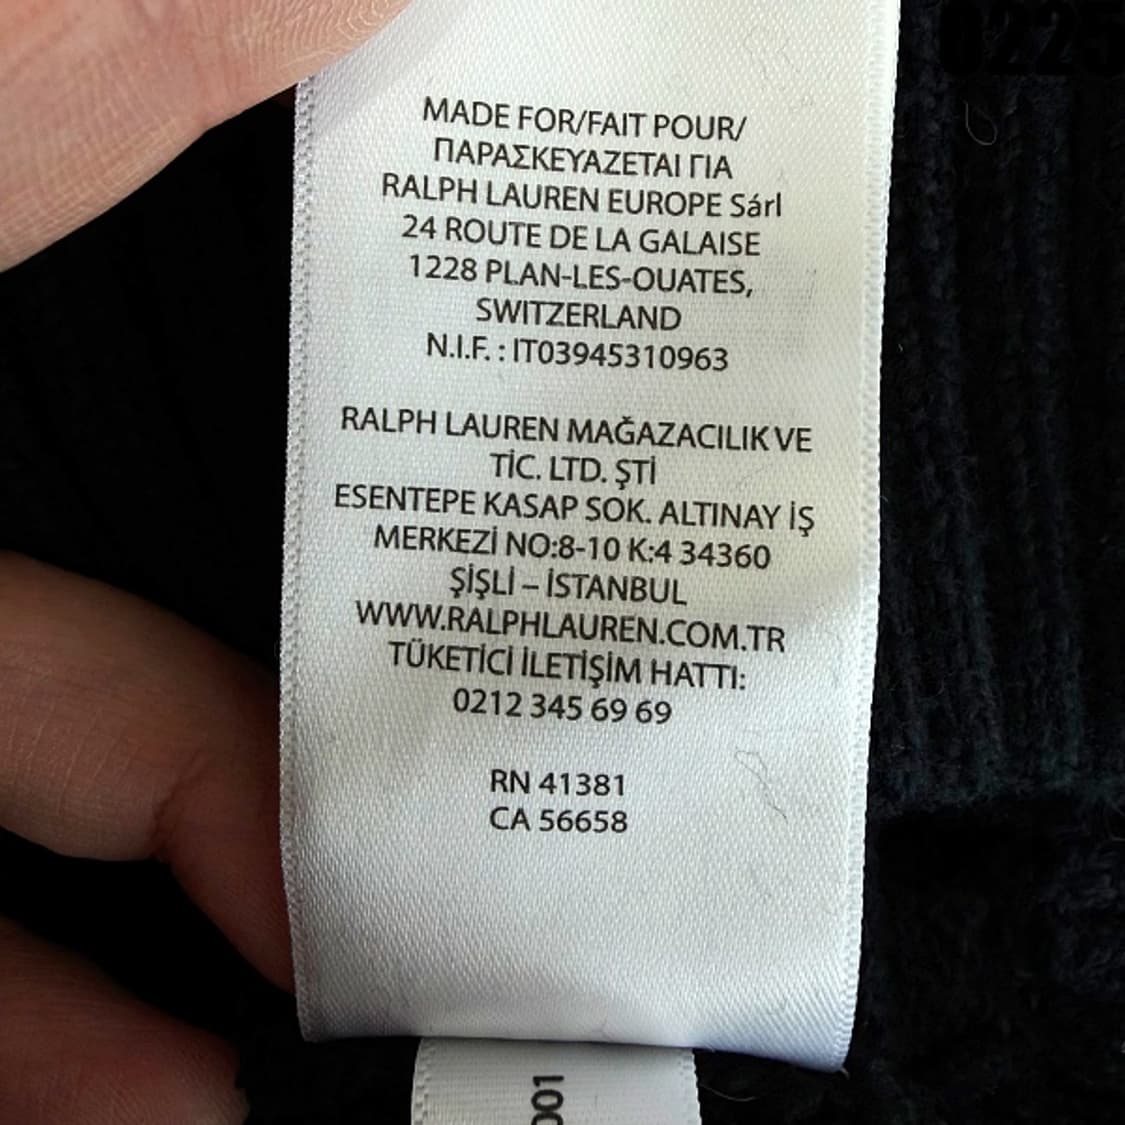 0225
MADE FOR/FAIT POUR/
ΠΑΡΑΣΚΕΥΑΖΕΤΑΙ ΓΙΑ
RALPH LAUREN EUROPE Sárl
24 ROUTE DE LA GALAISE
1228 PLAN-LES-OUATES,
SWITZERLAND
N.I.F. : IT03945310963
RALPH LAUREN MAĞAZACILIK VE
TİC. LTD. ŞTİ
ESENTEPE KASAP SOK. ALTINAY İŞ
MERKEZİ NO:8-10 K:4 34360
ŞİŞLİ – İSTANBUL
WWW.RALPHLAUREN.COM.TR
TÜKETİCİ İLETİŞİM HATTI:
0212 345 69 69
RN 41381
CA 56658